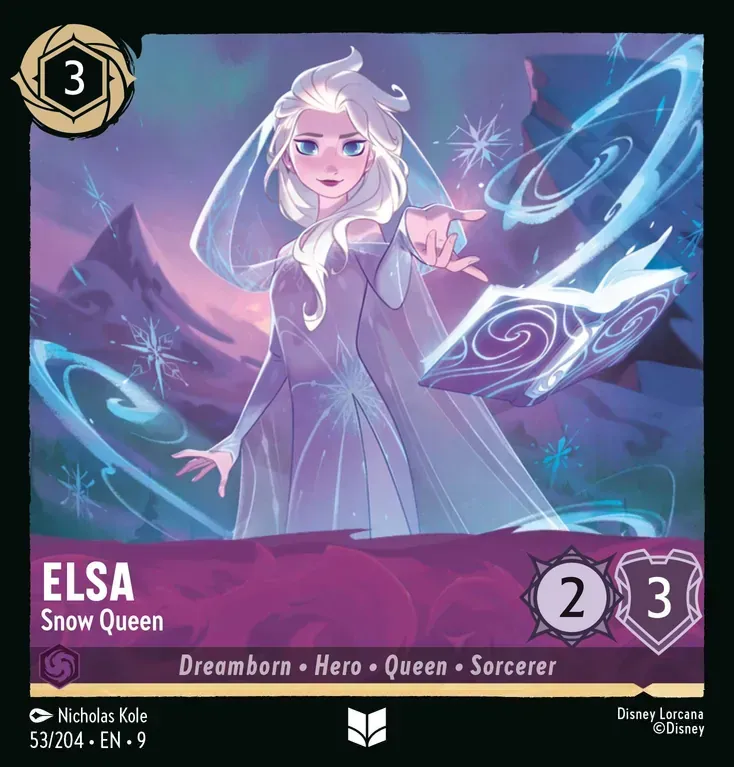 3
ELSA
Snow Queen
2
3
Dreamborn • Hero • Queen • Sorcerer
Nicholas Kole
Disney Lorcana
53/204 • EN • 9
©Disney